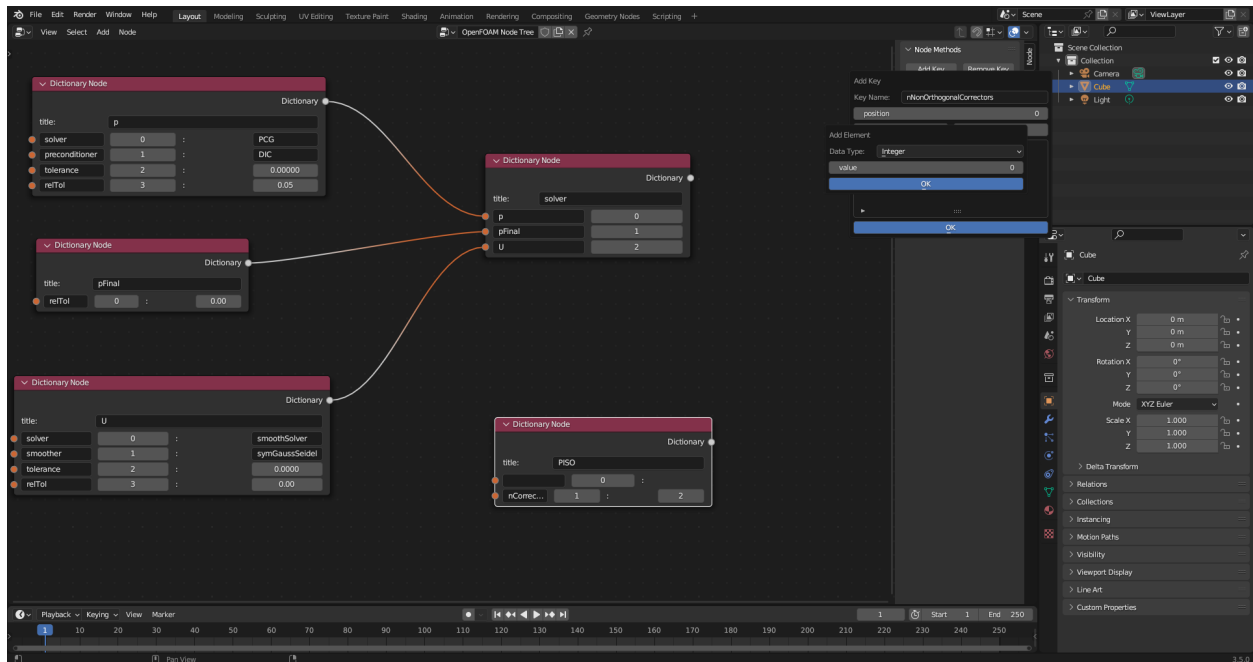 File Edit Render Window Help Layout Modeling Sculpting UV Editing Texture Paint Shading Animation Rendering Compositing Geometry Nodes Scripting + Scene ViewLayer
View Select Add Node OpenFOAM Node Tree
Node Methods
Add Key Remove Key
Node
Scene Collection
Collection
Camera
Cube
Light
Add Key
Key Name: nNonOrthogonalCorrectors
position 0
Add Element
Data Type: Integer
value 0
OK
OK
Dictionary Node
Dictionary
title: p
solver 0 : PCG
preconditioner 1 : DIC
tolerance 2 : 0.00000
relTol 3 : 0.05
Dictionary Node
Dictionary
title: solver
p 0
pFinal 1
U 2
Dictionary Node
Dictionary
title: pFinal
relTol 0 : 0.00
Dictionary Node
Dictionary
title: U
solver 0 : smoothSolver
smoother 1 : symGaussSeidel
tolerance 2 : 0.0000
relTol 3 : 0.00
Dictionary Node
Dictionary
title: PISO
0 :
nCorrec... 1 : 2
Cube
Cube
Transform
Location X 0 m
Y 0 m
Z 0 m
Rotation X 0°
Y 0°
Z 0°
Mode XYZ Euler
Scale X 1.000
Y 1.000
Z 1.000
Delta Transform
Relations
Collections
Instancing
Motion Paths
Visibility
Viewport Display
Line Art
Custom Properties
Playback Keying View Marker 1 Start 1 End 250
1 10 20 30 40 50 60 70 80 90 100 110 120 130 140 150 160 170 180 190 200 210 220 230 240 250
Pan View 3.5.0